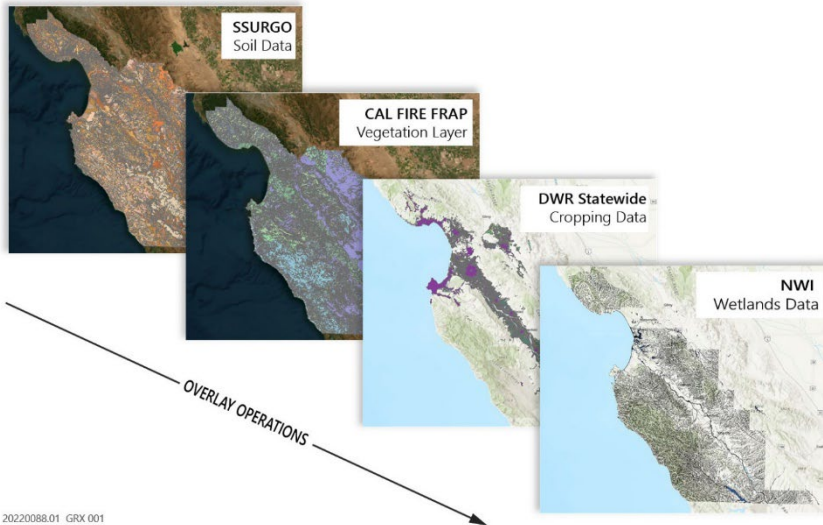 SSURGO
Soil Data
CAL FIRE FRAP
Vegetation Layer
DWR Statewide
Cropping Data
NWI
Wetlands Data
OVERLAY OPERATIONS
20220088.01 GRX 001